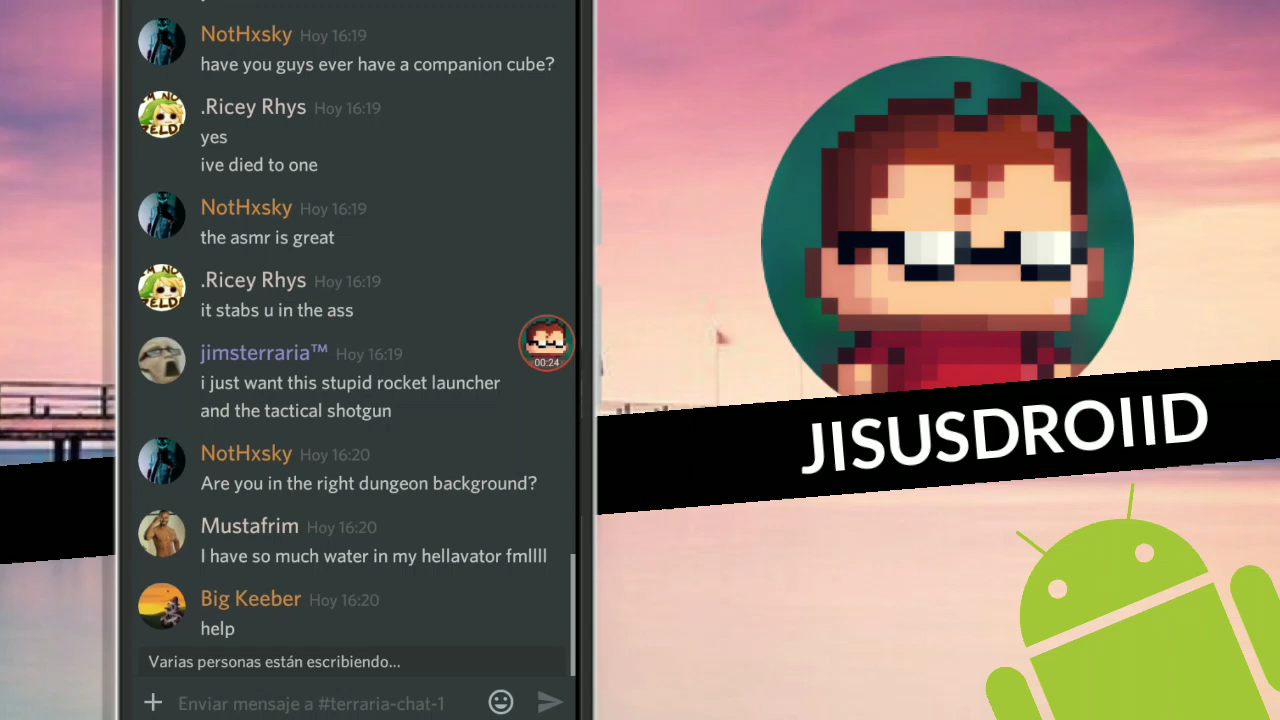 NotHxsky Hoy 16:19
have you guys ever have a companion cube?
.Ricey Rhys Hoy 16:19
yes
ive died to one
NotHxsky Hoy 16:19
the asmr is great
.Ricey Rhys Hoy 16:19
it stabs u in the ass
00:24
jimsterraria™ Hoy 16:19
i just want this stupid rocket launcher
and the tactical shotgun
NotHxsky Hoy 16:20
Are you in the right dungeon background?
Mustafrim Hoy 16:20
I have so much water in my hellavator fmllll
Big Keeber Hoy 16:20
help
Varias personas están escribiendo...
Enviar mensaje a #terraria-chat-1
JISUSDROIID